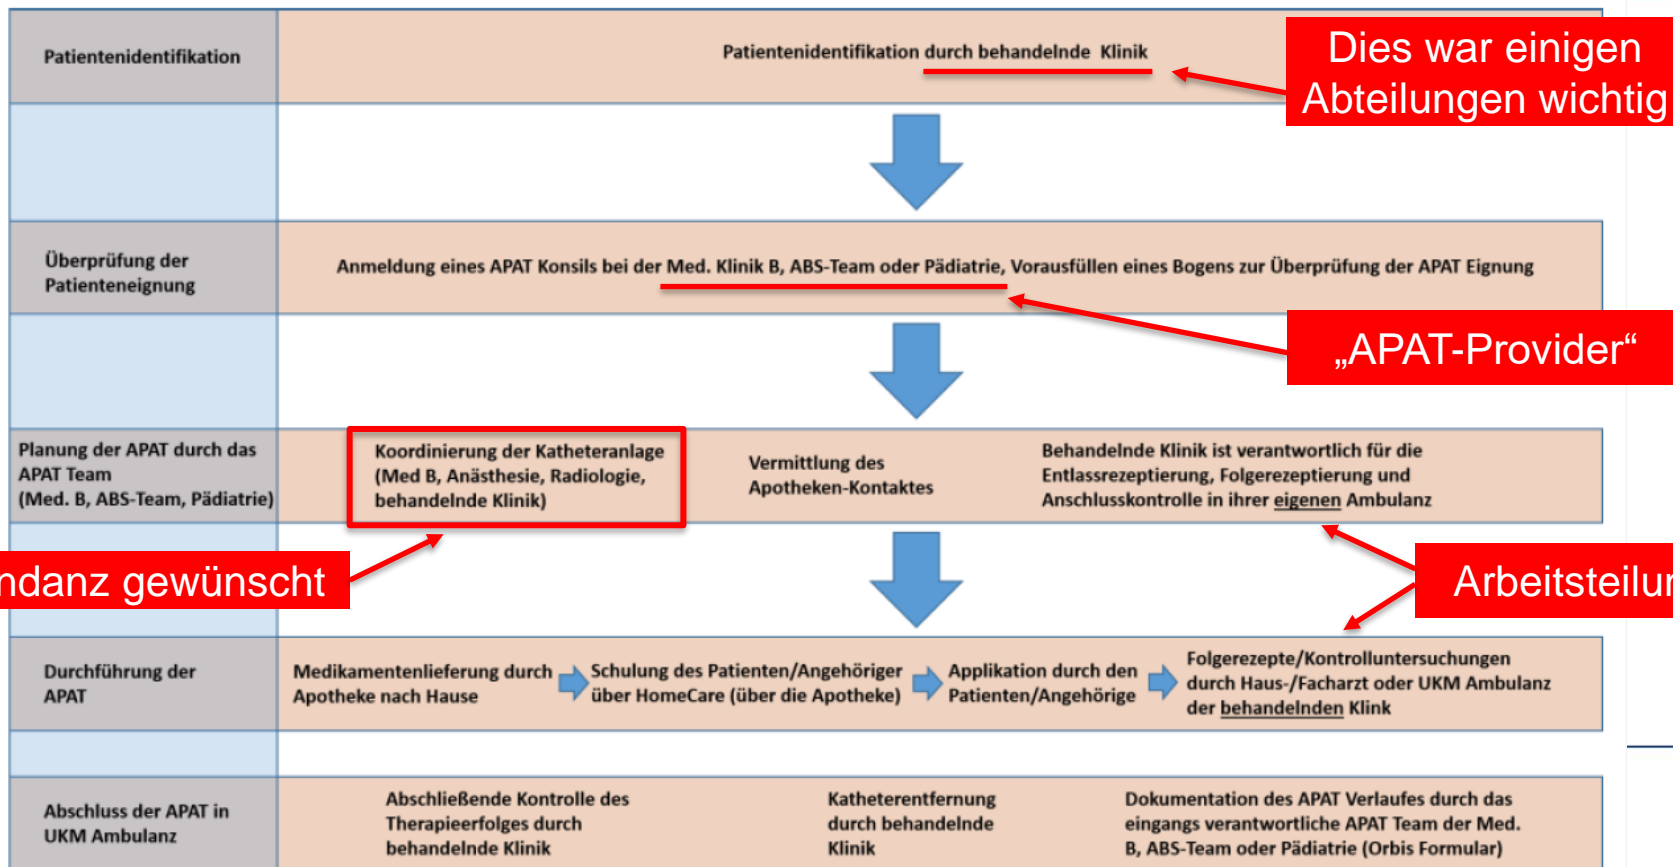 Patientenidentifikation
Patientenidentifikation durch behandelnde Klinik
Dies war einigen
Abteilungen wichtig
Überprüfung der
Patienteneignung
Anmeldung eines APAT Konsils bei der Med. Klinik B, ABS-Team oder Pädiatrie, Vorausfüllen eines Bogens zur Überprüfung der APAT Eignung
„APAT-Provider“
Planung der APAT durch das
APAT Team
(Med. B, ABS-Team, Pädiatrie)
Koordinierung der Katheteranlage
(Med B, Anästhesie, Radiologie,
behandelnde Klinik)
Vermittlung des
Apotheken-Kontaktes
Behandelnde Klinik ist verantwortlich für die
Entlassrezeptierung, Folgerezeptierung und
Anschlusskontrolle in ihrer eigenen Ambulanz
gewünscht
Durchführung der
APAT
Medikamentenlieferung durch
Apotheke nach Hause
Schulung des Patienten/Angehöriger
über HomeCare (über die Apotheke)
Applikation durch den
Patienten/Angehörige
Folgerezepte/Kontrolluntersuchungen
durch Haus-/Facharzt oder UKM Ambulanz
der behandelnden Klink
Abschluss der APAT in
UKM Ambulanz
Abschließende Kontrolle des
Therapieerfolges durch
behandelnde Klinik
Katheterentfernung
durch behandelnde
Klinik
Dokumentation des APAT Verlaufes durch das
eingangs verantwortliche APAT Team der Med.
B, ABS-Team oder Pädiatrie (Orbis Formular)